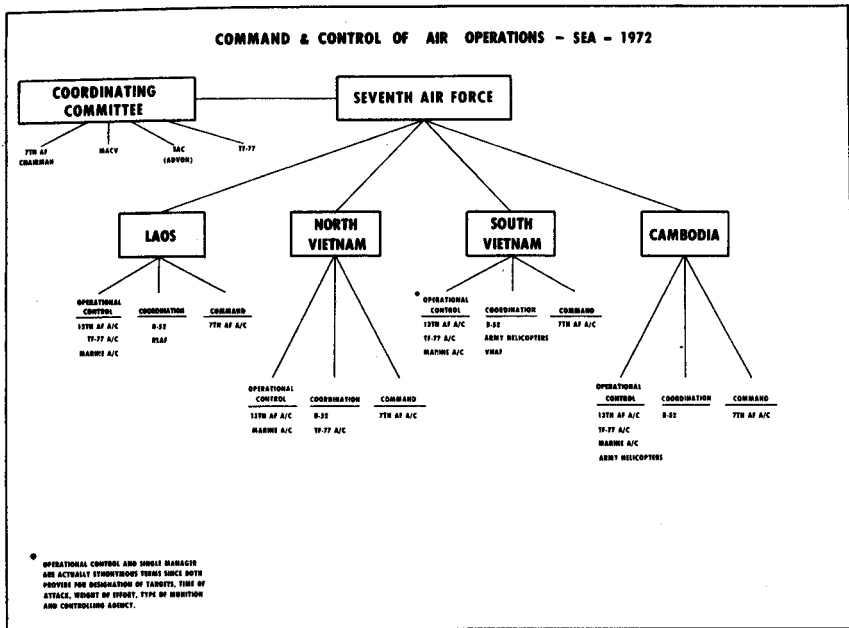 COMMAND & CONTROL OF AIR OPERATIONS – SEA – 1972
COORDINATING
COMMITTEE
SEVENTH AIR FORCE
7TH AF
CHAIRMAN
MACV
SAC
(ADVON)
TF-77
LAOS
NORTH
VIETNAM
SOUTH
VIETNAM
CAMBODIA
OPERATIONAL
CONTROL
13TH AF A/C
TF-77 A/C
MARINE A/C
COORDINATION
B-52
RLAF
COMMAND
7TH AF A/C
OPERATIONAL
CONTROL
13TH AF A/C
MARINE A/C
COORDINATION
B-52
TF-77 A/C
COMMAND
7TH AF A/C
* OPERATIONAL
CONTROL
13TH AF A/C
TF-77 A/C
MARINE A/C
COORDINATION
B-52
ARMY HELICOPTERS
VNAF
COMMAND
7TH AF A/C
OPERATIONAL
CONTROL
13TH AF A/C
TF-77 A/C
MARINE A/C
ARMY HELICOPTERS
COORDINATION
B-52
COMMAND
7TH AF A/C
* OPERATIONAL CONTROL AND SINGLE MANAGER
ARE ACTUALLY SYNONYMOUS TERMS SINCE BOTH
PROVIDE FOR DESIGNATION OF TARGETS, TIME OF
ATTACK, WEIGHT OF EFFORT, TYPE OF MUNITION
AND CONTROLLING AGENCY.